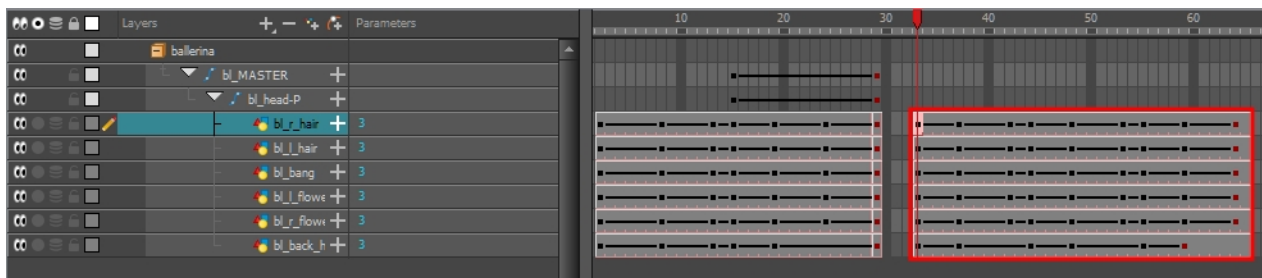 Layers Parameters 10 20 30 40 50 60
ballerina
bl_MASTER
bl_head-P
bl_r_hair 3
bl_l_hair 3
bl_bang 3
bl_l_flowe 3
bl_r_flowe 3
bl_back_h 3